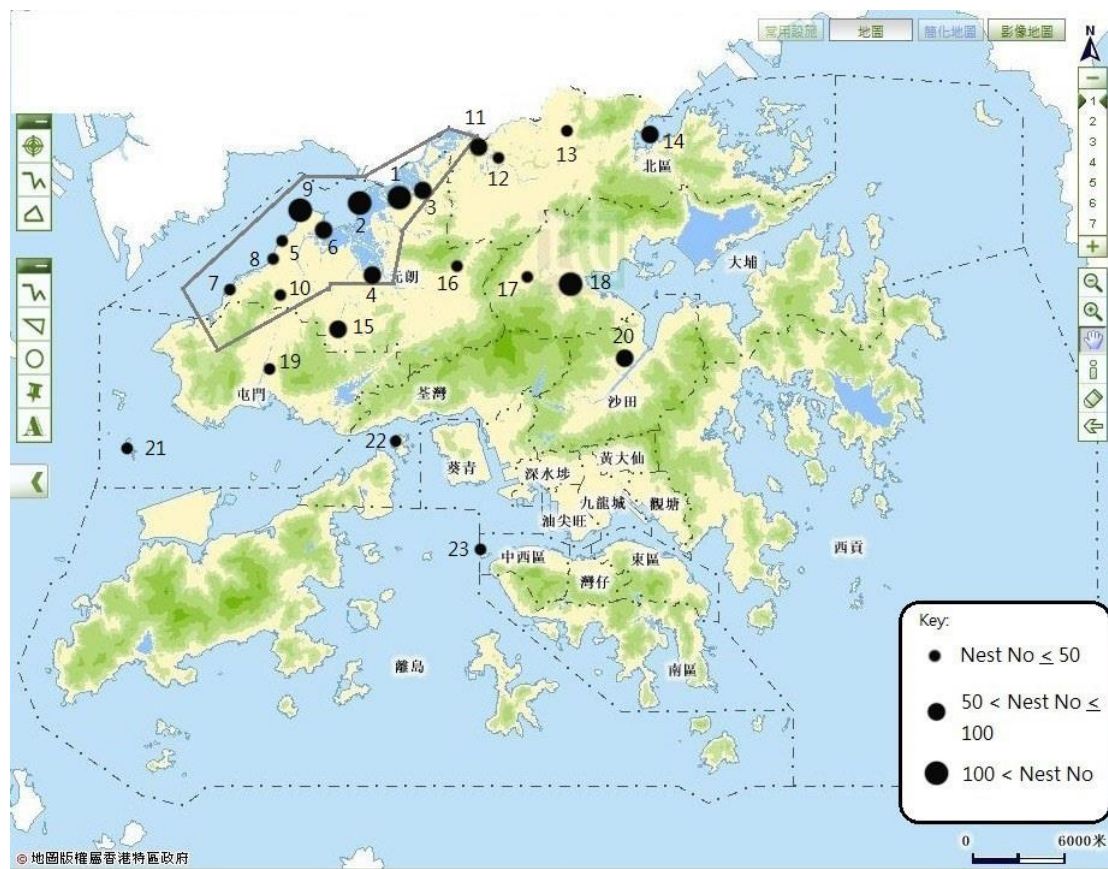 常用設施 地圖 簡化地圖 影像地圖
N
1
2
3
4
5
6
7
11
12
13
14
北區
9
1
2
3
6
5
8
7
10
4
元朗
16
17
18
大埔
15
19
屯門
20
沙田
荃灣
21
22
葵青
深水埗
黃大仙
九龍城
觀塘
油尖旺
23
中西區
東區
灣仔
西貢
離島
南區
Key:
Nest No ≤ 50
50 < Nest No ≤
100
100 < Nest No
0 6000米
© 地圖版權屬香港特區政府
A